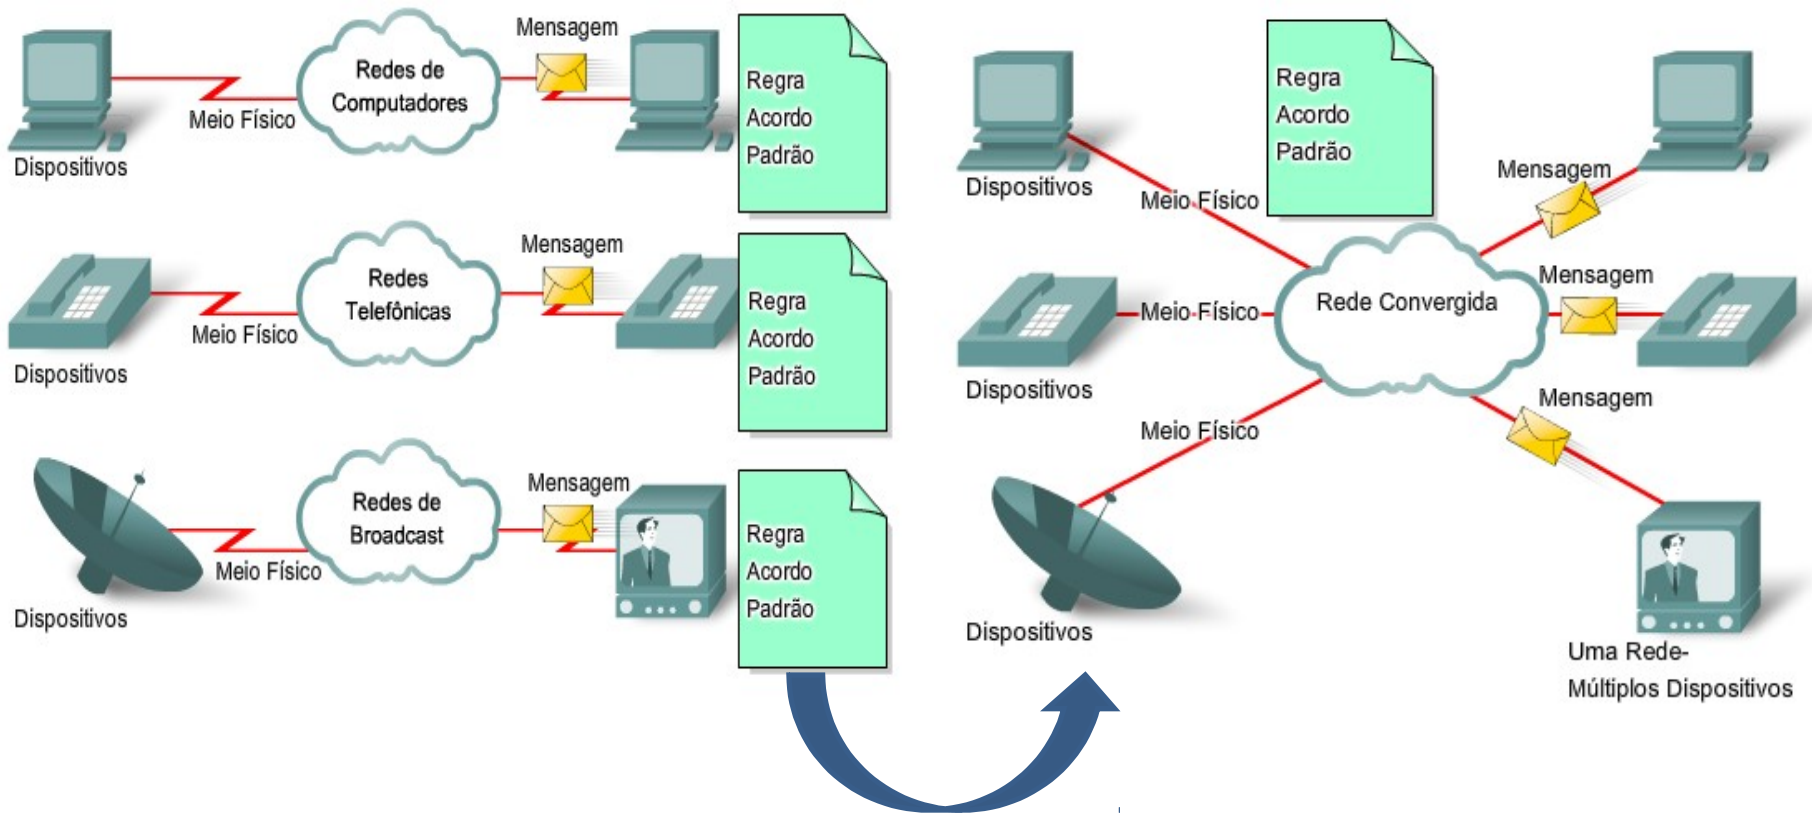 Mensagem
Redes de
Computadores
Meio Físico
Dispositivos
Regra
Acordo
Padrão
Mensagem
Redes
Telefônicas
Meio Físico
Dispositivos
Regra
Acordo
Padrão
Mensagem
Redes de
Broadcast
Meio Físico
Dispositivos
Regra
Acordo
Padrão
Regra
Acordo
Padrão
Dispositivos
Meio Físico
Mensagem
Mensagem
Rede Convergida
Meio Físico
Dispositivos
Mensagem
Meio Físico
Dispositivos
Uma Rede-
Múltiplos Dispositivos